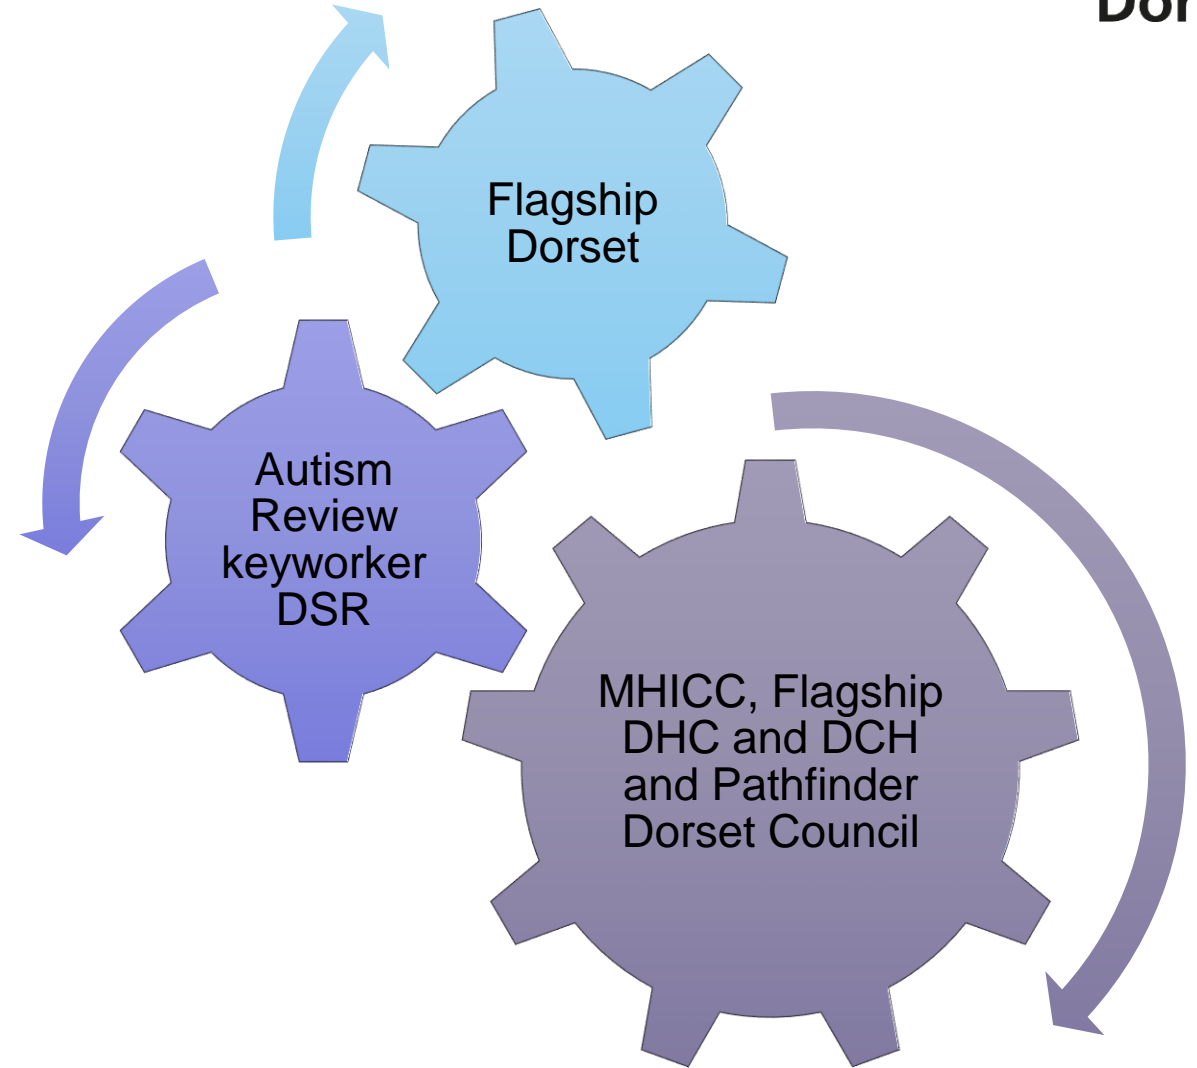 Flagship
Dorset
Autism
Review
keyworker
DSR
MHICC, Flagship
DHC and DCH
and Pathfinder
Dorset Council